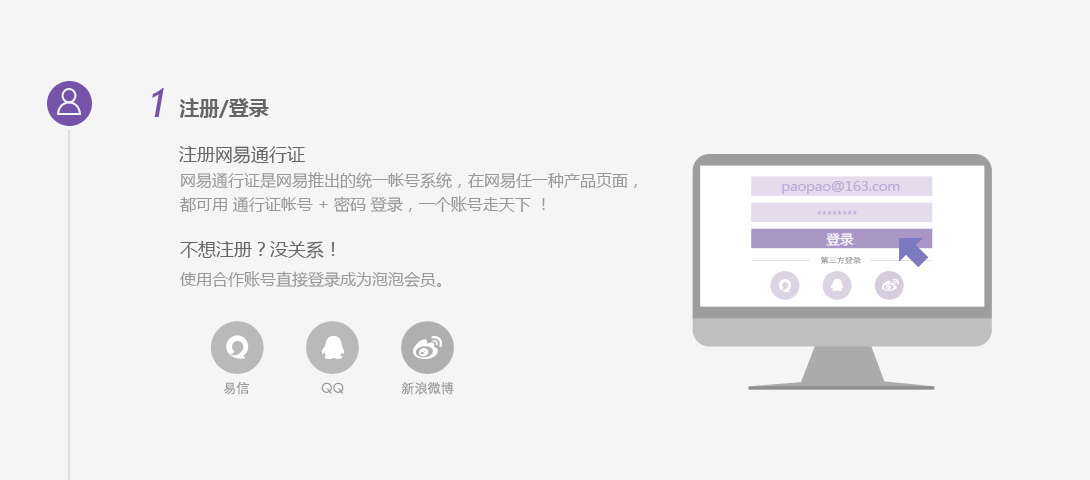 1 注册/登录
注册网易通行证
网易通行证是网易推出的统一帐号系统，在网易任一种产品页面，
都可用 通行证帐号 + 密码 登录，一个账号走天下 ！
不想注册？没关系！
使用合作账号直接登录成为泡泡会员。
易信
QQ
新浪微博
paopao@163.com
********
登录
第三方登录